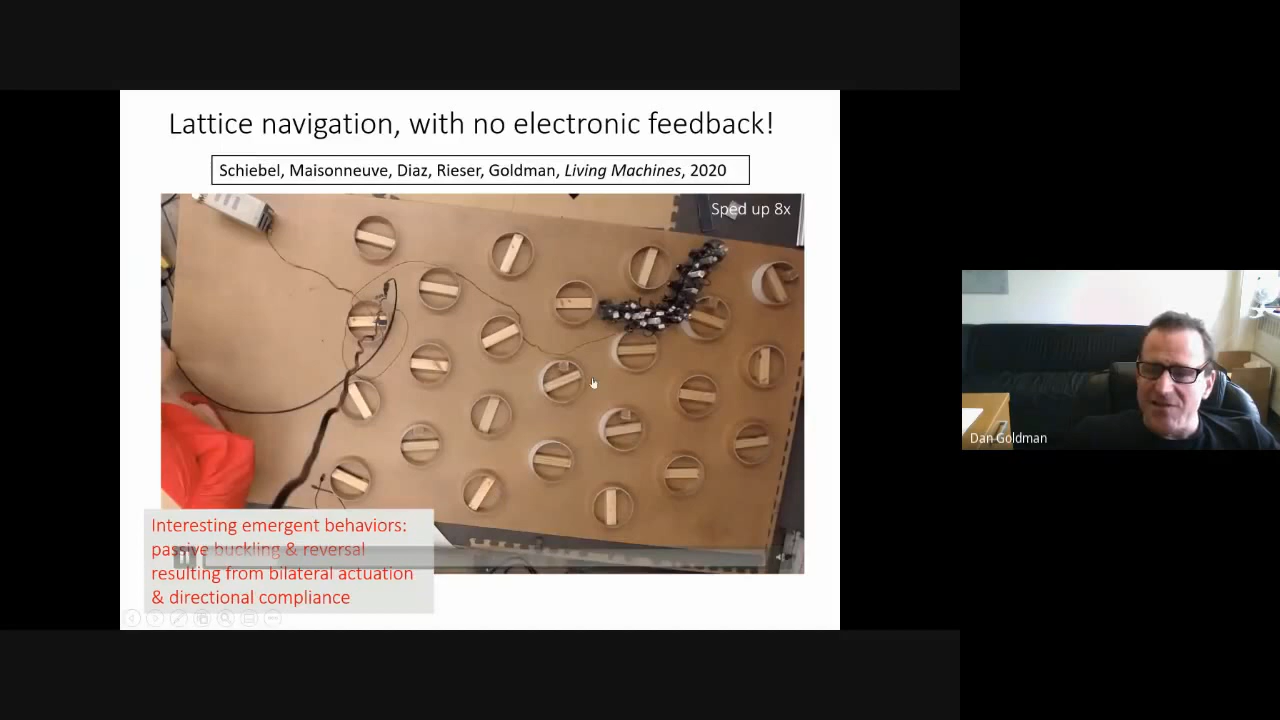 Lattice navigation, with no electronic feedback!
Schiebel, Maisonneuve, Diaz, Rieser, Goldman, Living Machines, 2020
Sped up 8x
Interesting emergent behaviors:
passive buckling & reversal
resulting from bilateral actuation
& directional compliance
Dan Goldman